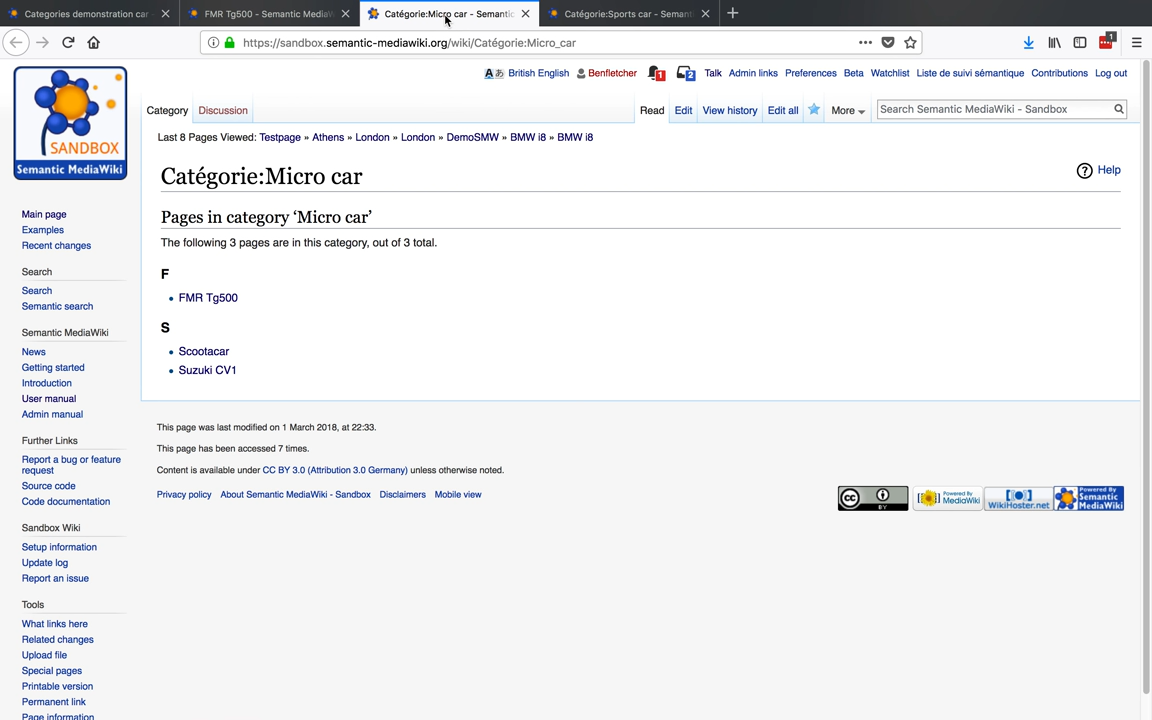 Categories demonstration car
FMR Tg500 - Semantic MediaW
Catégorie:Micro car - Semantic
Catégorie:Sports car - Semanti
https://sandbox.semantic-mediawiki.org/wiki/Catégorie:Micro_car
1
British English
Benfletcher
1
2
Talk
Admin links
Preferences
Beta
Watchlist
Liste de suivi sémantique
Contributions
Log out
SANDBOX
Semantic MediaWiki
Category
Discussion
Read
Edit
View history
Edit all
More
Search Semantic MediaWiki - Sandbox
Last 8 Pages Viewed: Testpage » Athens » London » London » DemoSMW » BMW i8 » BMW i8
Catégorie:Micro car
Help
Pages in category ‘Micro car’
The following 3 pages are in this category, out of 3 total.
F
FMR Tg500
S
Scootacar
Suzuki CV1
This page was last modified on 1 March 2018, at 22:33.
This page has been accessed 7 times.
Content is available under CC BY 3.0 (Attribution 3.0 Germany) unless otherwise noted.
Privacy policy
About Semantic MediaWiki - Sandbox
Disclaimers
Mobile view
CC
BY
Powered By
MediaWiki
WikiHoster.net
Powered By
Semantic
MediaWiki
Main page
Examples
Recent changes
Search
Search
Semantic search
Semantic MediaWiki
News
Getting started
Introduction
User manual
Admin manual
Further Links
Report a bug or feature
request
Source code
Code documentation
Sandbox Wiki
Setup information
Update log
Report an issue
Tools
What links here
Related changes
Upload file
Special pages
Printable version
Permanent link
Page information